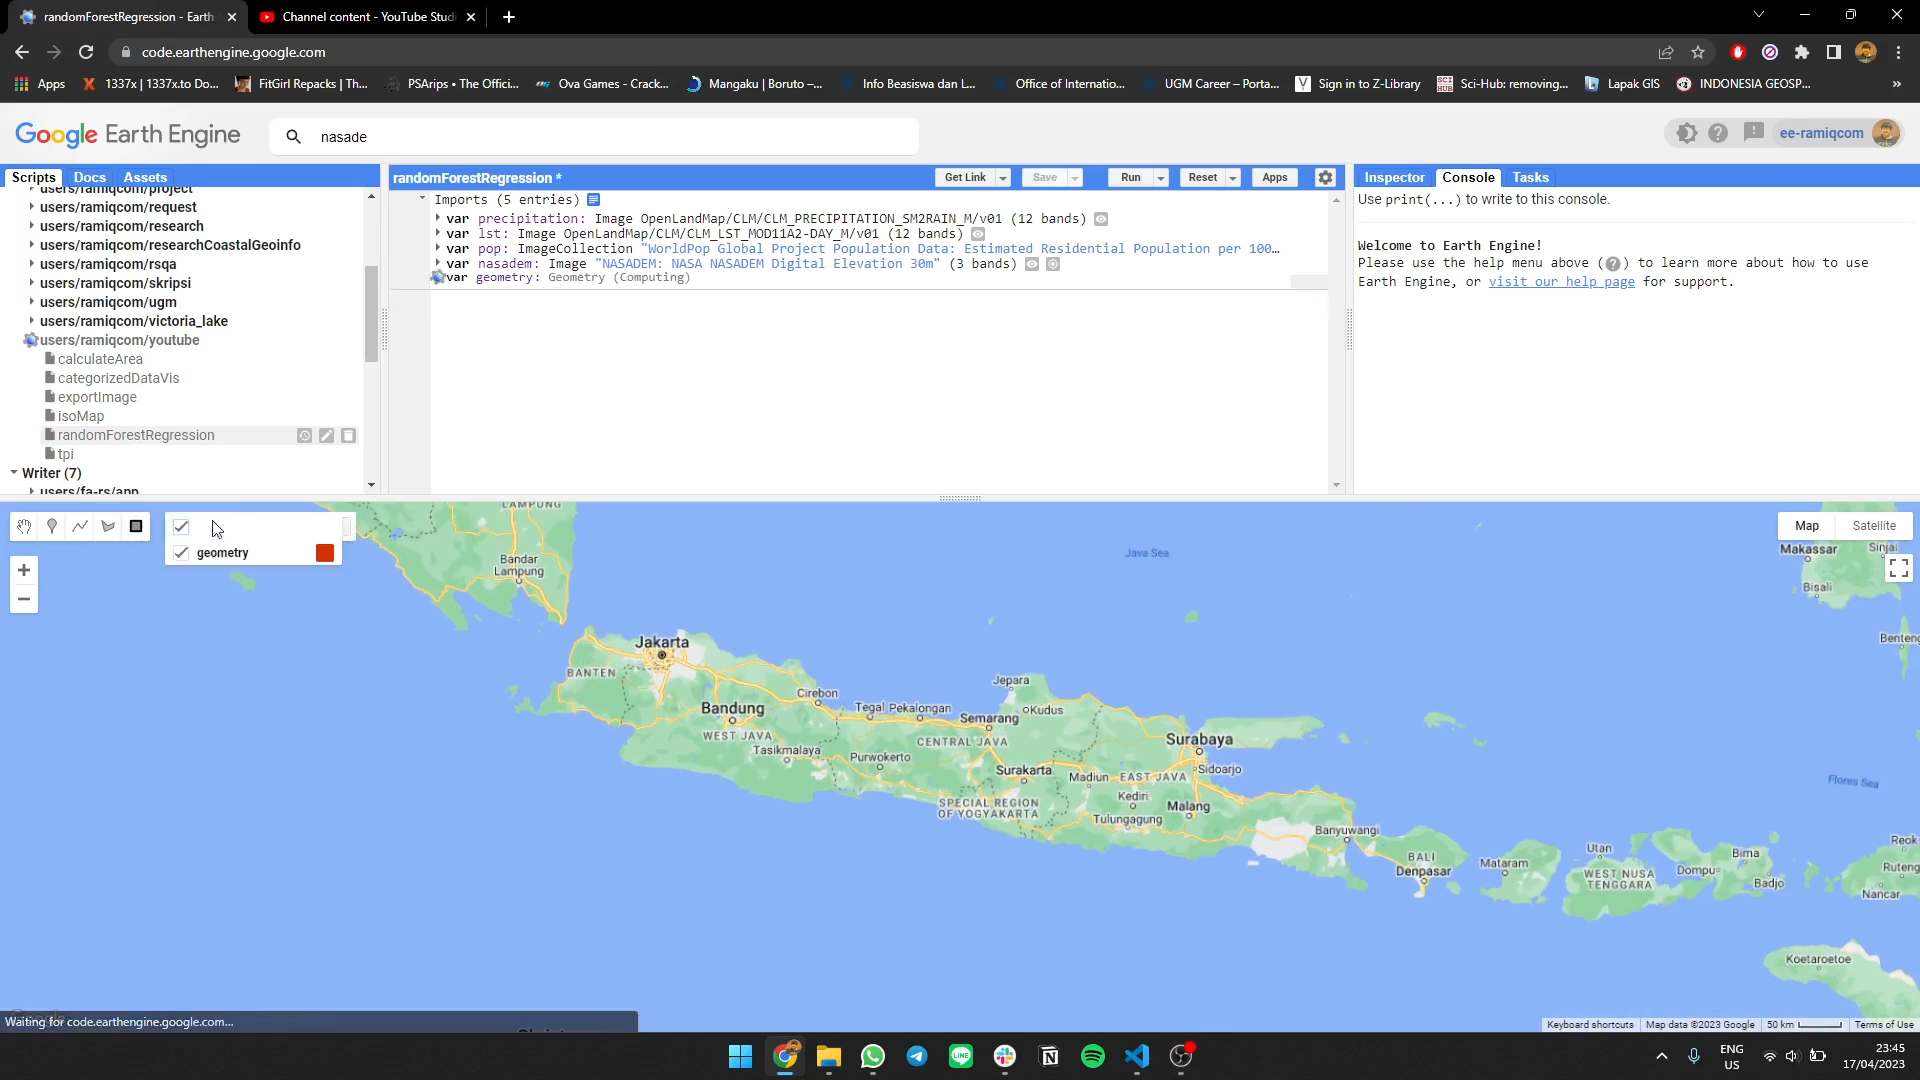 randomForestRegression - Earth
Channel content - YouTube Studi
code.earthengine.google.com
Apps
1337x | 1337x.to Do...
FitGirl Repacks | Th...
PSArips • The Offici...
Ova Games - Crack...
Mangaku | Boruto –...
Info Beasiswa dan L...
Office of Internatio...
UGM Career – Porta...
Sign in to Z-Library
SCI HUB
Sci-Hub: removing...
Lapak GIS
INDONESIA GEOSP...
»
Google Earth Engine
nasade
ee-ramiqcom
Scripts
Docs
Assets
users/ramiqcom/project
users/ramiqcom/request
users/ramiqcom/research
users/ramiqcom/researchCoastalGeoinfo
users/ramiqcom/rsqa
users/ramiqcom/skripsi
users/ramiqcom/ugm
users/ramiqcom/victoria_lake
users/ramiqcom/youtube
calculateArea
categorizedDataVis
exportImage
isoMap
randomForestRegression
tpi
Writer (7)
users/fa-rs/app
randomForestRegression *
Get Link
Save
Run
Reset
Apps
Imports (5 entries)
var precipitation: Image OpenLandMap/CLM/CLM_PRECIPITATION_SM2RAIN_M/v01 (12 bands)
var lst: Image OpenLandMap/CLM/CLM_LST_MOD11A2-DAY_M/v01 (12 bands)
var pop: ImageCollection "WorldPop Global Project Population Data: Estimated Residential Population per 100...
var nasadem: Image "NASADEM: NASA NASADEM Digital Elevation 30m" (3 bands)
var geometry: Geometry (Computing)
Inspector
Console
Tasks
Use print(...) to write to this console.
Welcome to Earth Engine!
Please use the help menu above (?) to learn more about how to use
Earth Engine, or visit our help page for support.
geometry
+
−
Map
Satellite
LAMPUNG
Bandar
Lampung
Java Sea
Makassar
Sinjai
Bisali
Jakarta
BANTEN
Bandung
WEST JAVA
Tasikmalaya
Cirebon
Tegal
Pekalongan
Purwokerto
Jepara
Kudus
Semarang
CENTRAL JAVA
Surakarta
SPECIAL REGION
OF YOGYAKARTA
Madiun
EAST JAVA
Kediri
Tulungagung
Surabaya
Sidoarjo
Malang
Banyuwangi
BALI
Denpasar
Mataram
Utan
WEST NUSA
TENGGARA
Dompu
Bima
Badjo
Flores Sea
Reok
Ruteng
Nancar
Koetaroetoe
Waiting for code.earthengine.google.com...
Keyboard shortcuts
Map data ©2023 Google
50 km
Terms of Use
ENG
US
23:45
17/04/2023